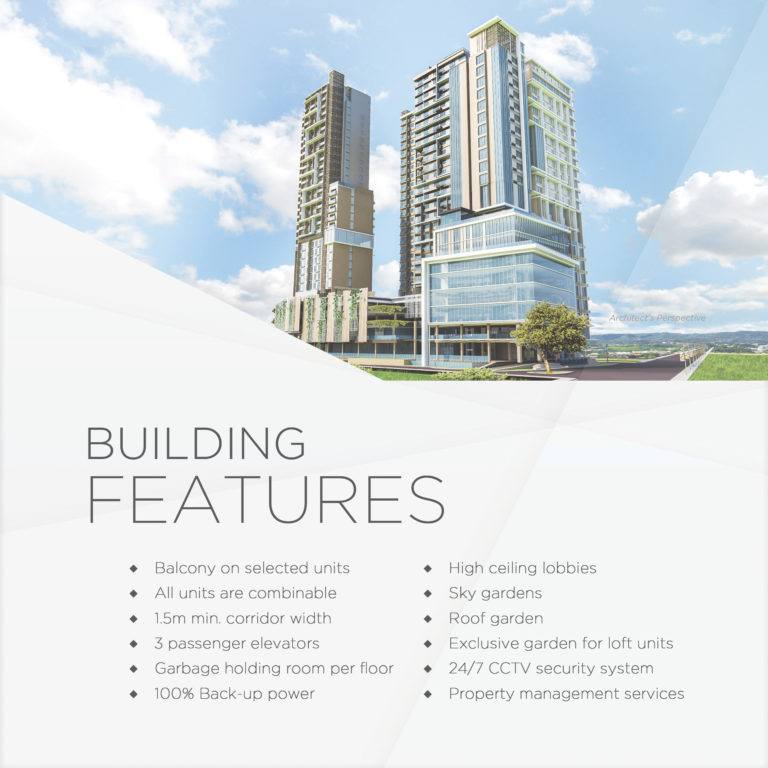 Architect's Perspective
BUILDING
FEATURES
Balcony on selected units
All units are combinable
1.5m min. corridor width
3 passenger elevators
Garbage holding room per floor
100% Back-up power
High ceiling lobbies
Sky gardens
Roof garden
Exclusive garden for loft units
24/7 CCTV security system
Property management services